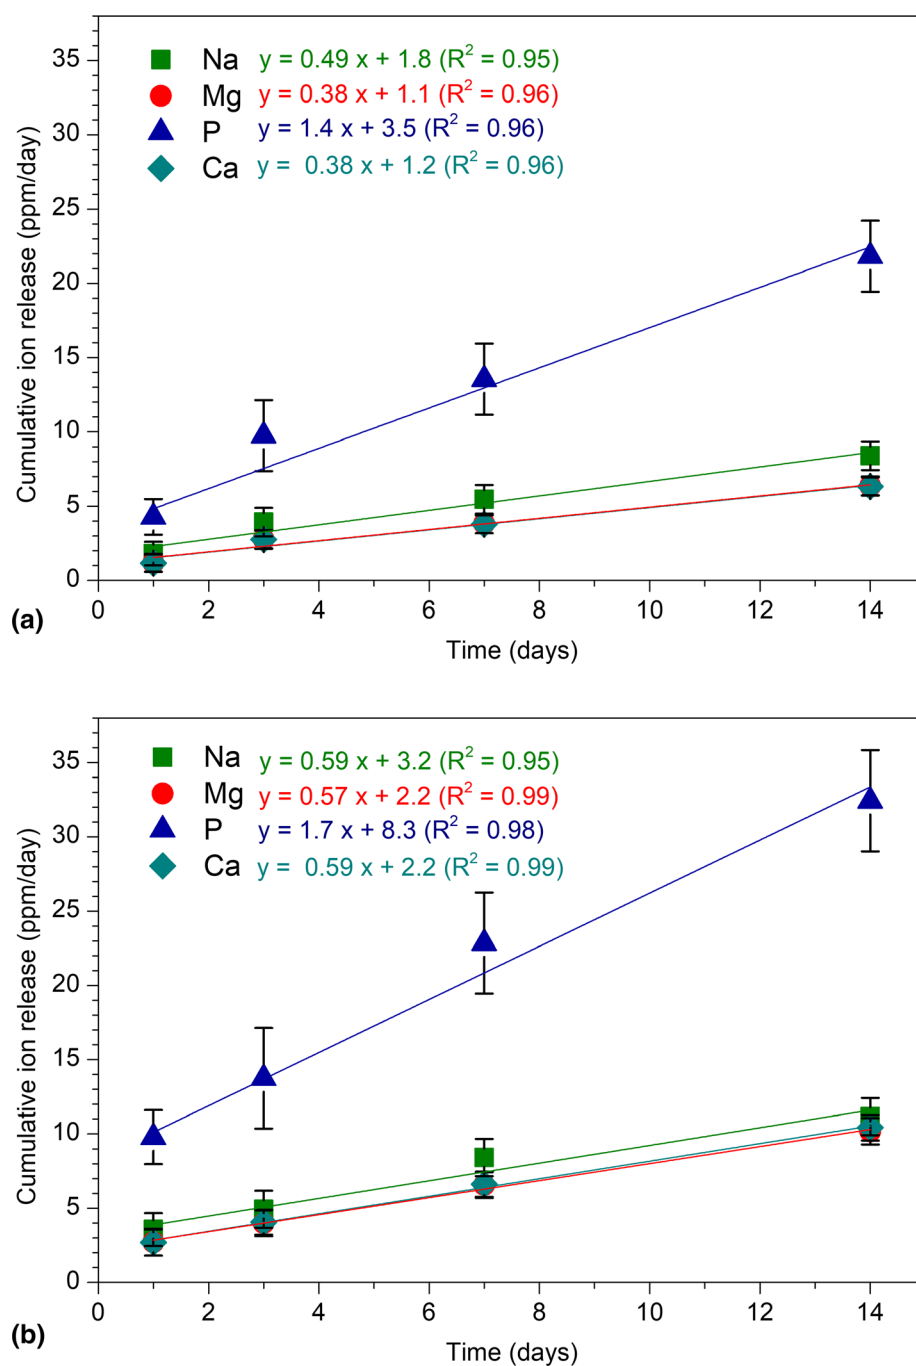 Na y = 0.49 x + 1.8 (R² = 0.95)
Mg y = 0.38 x + 1.1 (R² = 0.96)
P y = 1.4 x + 3.5 (R² = 0.96)
Ca y = 0.38 x + 1.2 (R² = 0.96)
Cumulative ion release (ppm/day)
35
30
25
20
15
10
5
0
0 2 4 6 8 10 12 14
(a)
Time (days)
Na y = 0.59 x + 3.2 (R² = 0.95)
Mg y = 0.57 x + 2.2 (R² = 0.99)
P y = 1.7 x + 8.3 (R² = 0.98)
Ca y = 0.59 x + 2.2 (R² = 0.99)
Cumulative ion release (ppm/day)
35
30
25
20
15
10
5
0
0 2 4 6 8 10 12 14
(b)
Time (days)